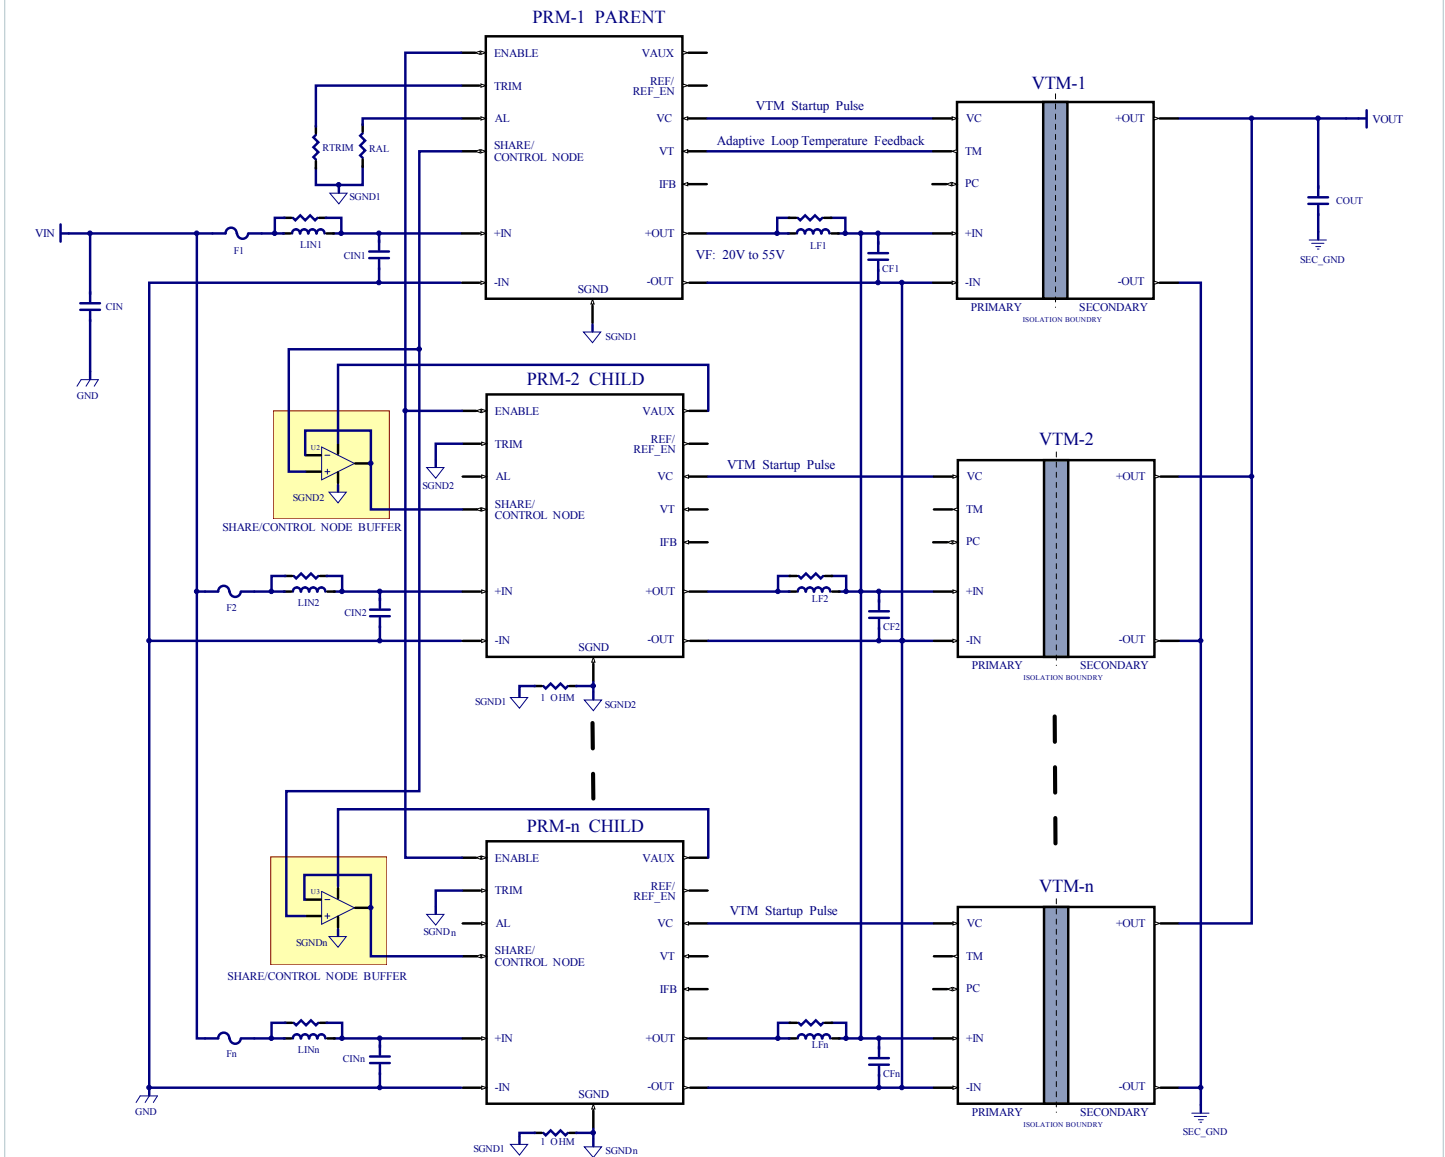 PRM-1 PARENT
ENABLE
VAUX
TRIM
REF/
REF_EN
VTM-1
AL
VC
VTM Startup Pulse
VC
+OUT
VOUT
RTRIM
RAL
SHARE/
CONTROL NODE
VT
Adaptive Loop Temperature Feedback
TM
SGND1
IFB
PC
COUT
VIN
F1
LIN1
CIN1
+IN
+OUT
LF1
+IN
SEC_GND
VF: 20V to 55V
CF1
-IN
SGND
-OUT
-IN
-OUT
CIN
SGND1
PRIMARY
SECONDARY
ISOLATION BOUNDRY
GND
PRM-2 CHILD
ENABLE
VAUX
U2
TRIM
REF/
REF_EN
VTM-2
−
+
SGND2
SGND2
AL
VC
VTM Startup Pulse
VC
+OUT
SHARE/
CONTROL NODE
VT
TM
SHARE/CONTROL NODE BUFFER
IFB
PC
F2
LIN2
CIN2
+IN
+OUT
LF2
+IN
CF2
-IN
SGND
-OUT
-IN
-OUT
SGND1
1 OHM
SGND2
PRIMARY
SECONDARY
ISOLATION BOUNDRY
PRM-n CHILD
ENABLE
VAUX
U3
TRIM
REF/
REF_EN
VTM-n
−
+
SGNDn
SGNDn
AL
VC
VTM Startup Pulse
VC
+OUT
SHARE/
CONTROL NODE
VT
TM
SHARE/CONTROL NODE BUFFER
IFB
PC
Fn
LINn
CINn
+IN
+OUT
LFn
+IN
CFn
-IN
SGND
-OUT
-IN
-OUT
GND
SGND1
1 OHM
SGNDn
PRIMARY
SECONDARY
ISOLATION BOUNDRY
SEC_GND